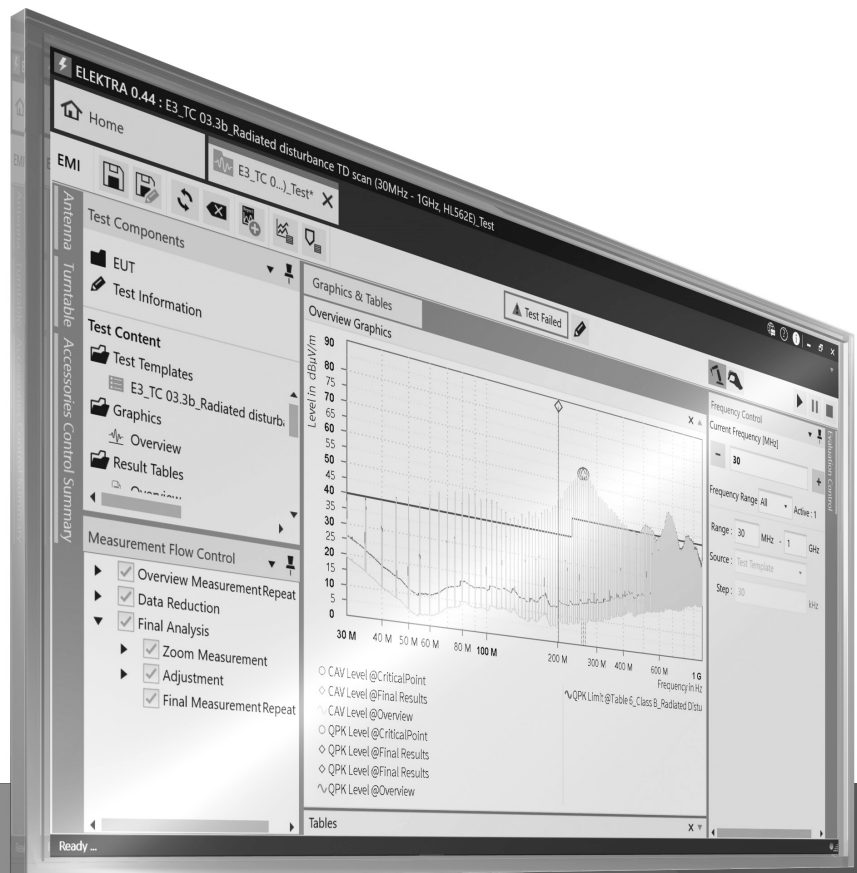 ELEKTRA 0.44 : E3_TC 03.3b_Radiated disturbance TD scan (30MHz - 1GHz, HL562E)_Test
Home
E3_TC 0...)_Test*
EMI
Antenna Turntable Accessories Control Summary
Test Components
EUT
Test Information
Test Content
Test Templates
E3_TC 03.3b_Radiated disturb
Graphics
Overview
Result Tables
Overview
Measurement Flow Control
Overview Measurement Repeat
Data Reduction
Final Analysis
Zoom Measurement
Adjustment
Final Measurement Repeat
Test Failed
Graphics & Tables
Overview Graphics
Level in dBµV/m
90
80
75
70
65
60
55
50
45
40
35
30
25
20
15
10
5
0
30 M 40 M 50 M 60 M 80 M 100 M 200 M 300 M 400 M 600 M 1 G
Frequency in Hz
CAV Level @CriticalPoint
CAV Level @Final Results
CAV Level @Overview
QPK Level @CriticalPoint
QPK Level @Final Results
QPK Level @Final Results
QPK Level @Overview
QPK Limit @Table 6_Class B_Radiated Distu
Tables
Frequency Control
Current Frequency [MHz]
- 30 +
Frequency Range All Active : 1
Range : 30 MHz - 1 GHz
Source : Test Template
Step : 30 kHz
Evaluation Control
Ready ...